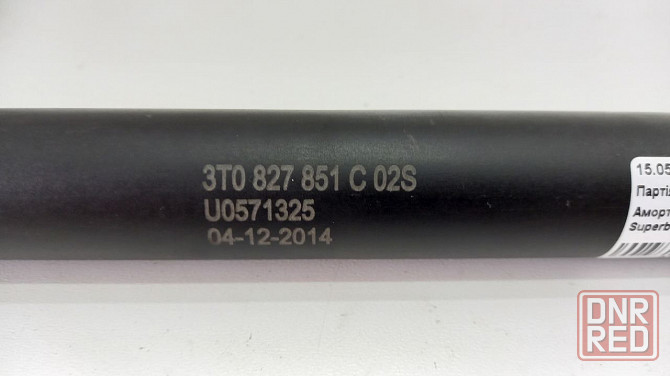 3T0 827 851 C 02S
U0571325
04-12-2014
15.05
Партія
Аморт
Superb
DNR
RED